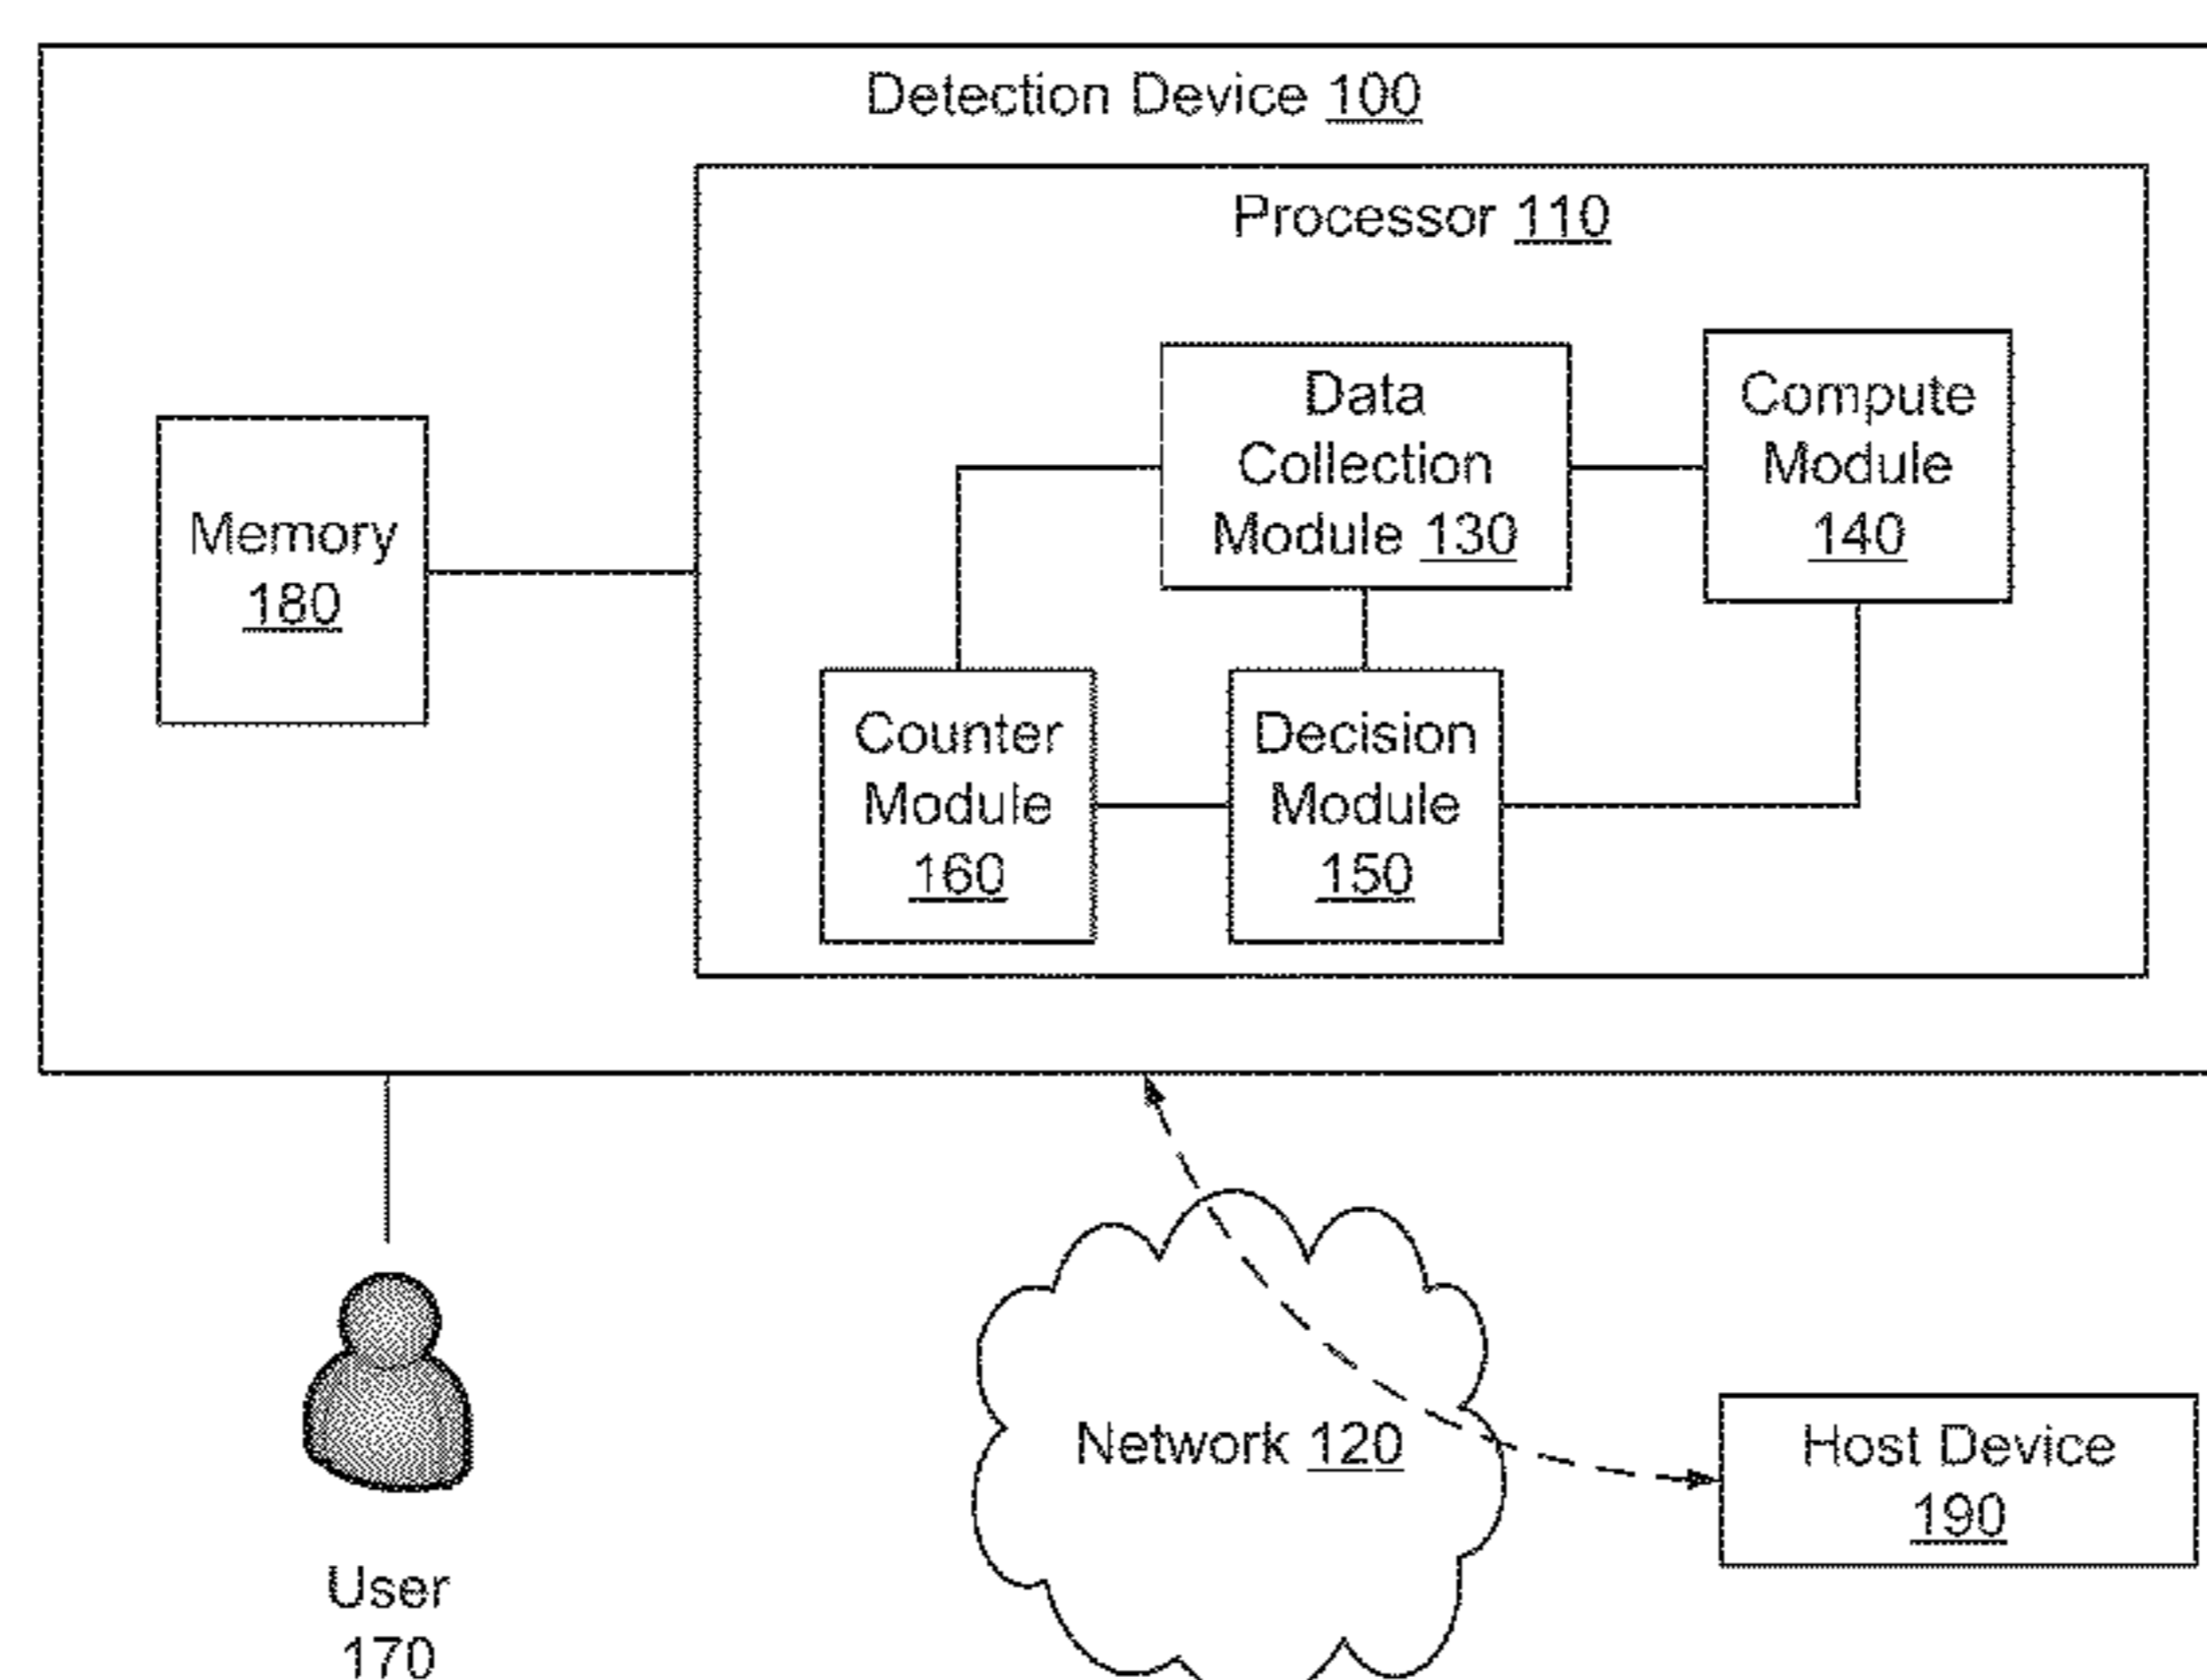 Detection Device 100
Processor 110
Data
Collection
Module 130
Compute
Module
140
Memory
180
Counter
Module
160
Decision
Module
150
Network 120
Host Device
190
User
170